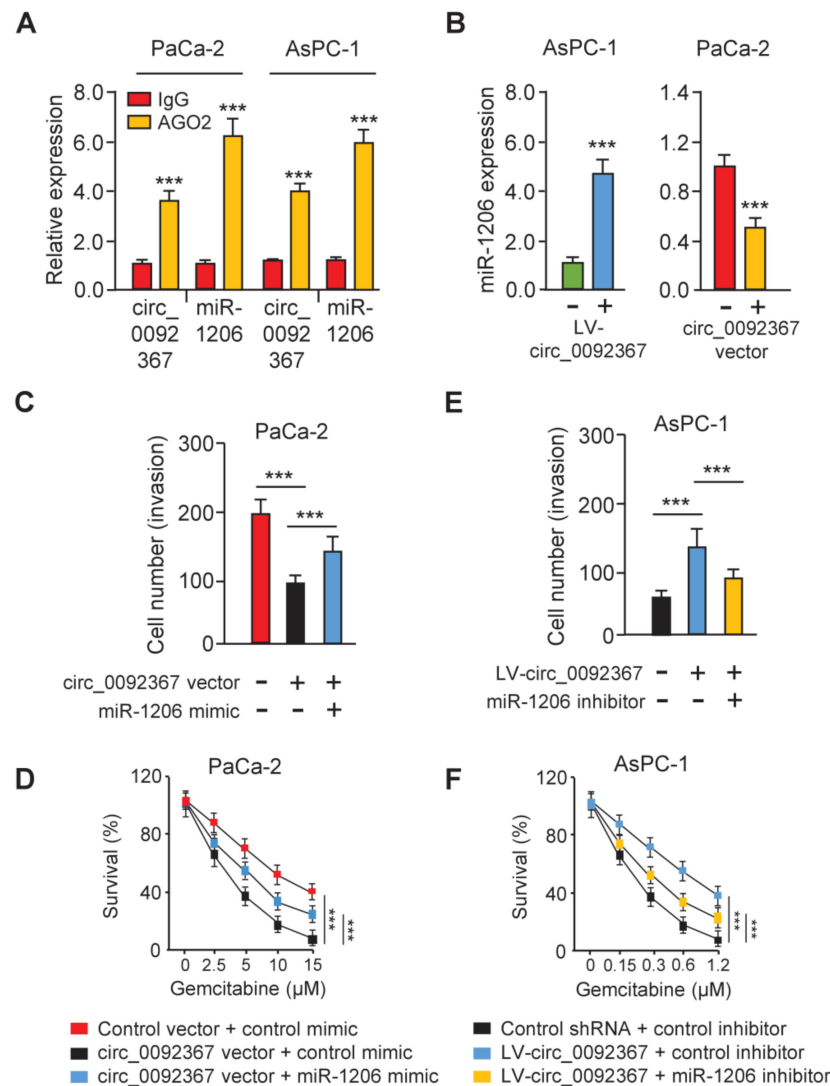 A
PaCa-2 AsPC-1
IgG
AGO2
Relative expression
8.0
6.0
4.0
2.0
0.0
*** *** *** ***
circ_ miR- circ_ miR-
0092 1206 0092 1206
367 367
B
AsPC-1 PaCa-2
miR-1206 expression
8.0
6.0
4.0
2.0
0.0
***
- +
LV-
circ_0092367
1.4
1.2
0.8
0.4
0.0
***
- +
circ_0092367
vector
C
PaCa-2
Cell number (invasion)
300
200
100
0
*** ***
circ_0092367 vector - + +
miR-1206 mimic - - +
E
AsPC-1
Cell number (invasion)
300
200
100
0
*** ***
LV-circ_0092367 - + +
miR-1206 inhibitor - - +
D
PaCa-2
Survival (%)
120
80
40
0
0 2.5 5 10 15
Gemcitabine (µM)
*** ***
Control vector + control mimic
circ_0092367 vector + control mimic
circ_0092367 vector + miR-1206 mimic
F
AsPC-1
Survival (%)
120
80
40
0
0 0.15 0.3 0.6 1.2
Gemcitabine (µM)
*** ***
Control shRNA + control inhibitor
LV-circ_0092367 + control inhibitor
LV-circ_0092367 + miR-1206 inhibitor